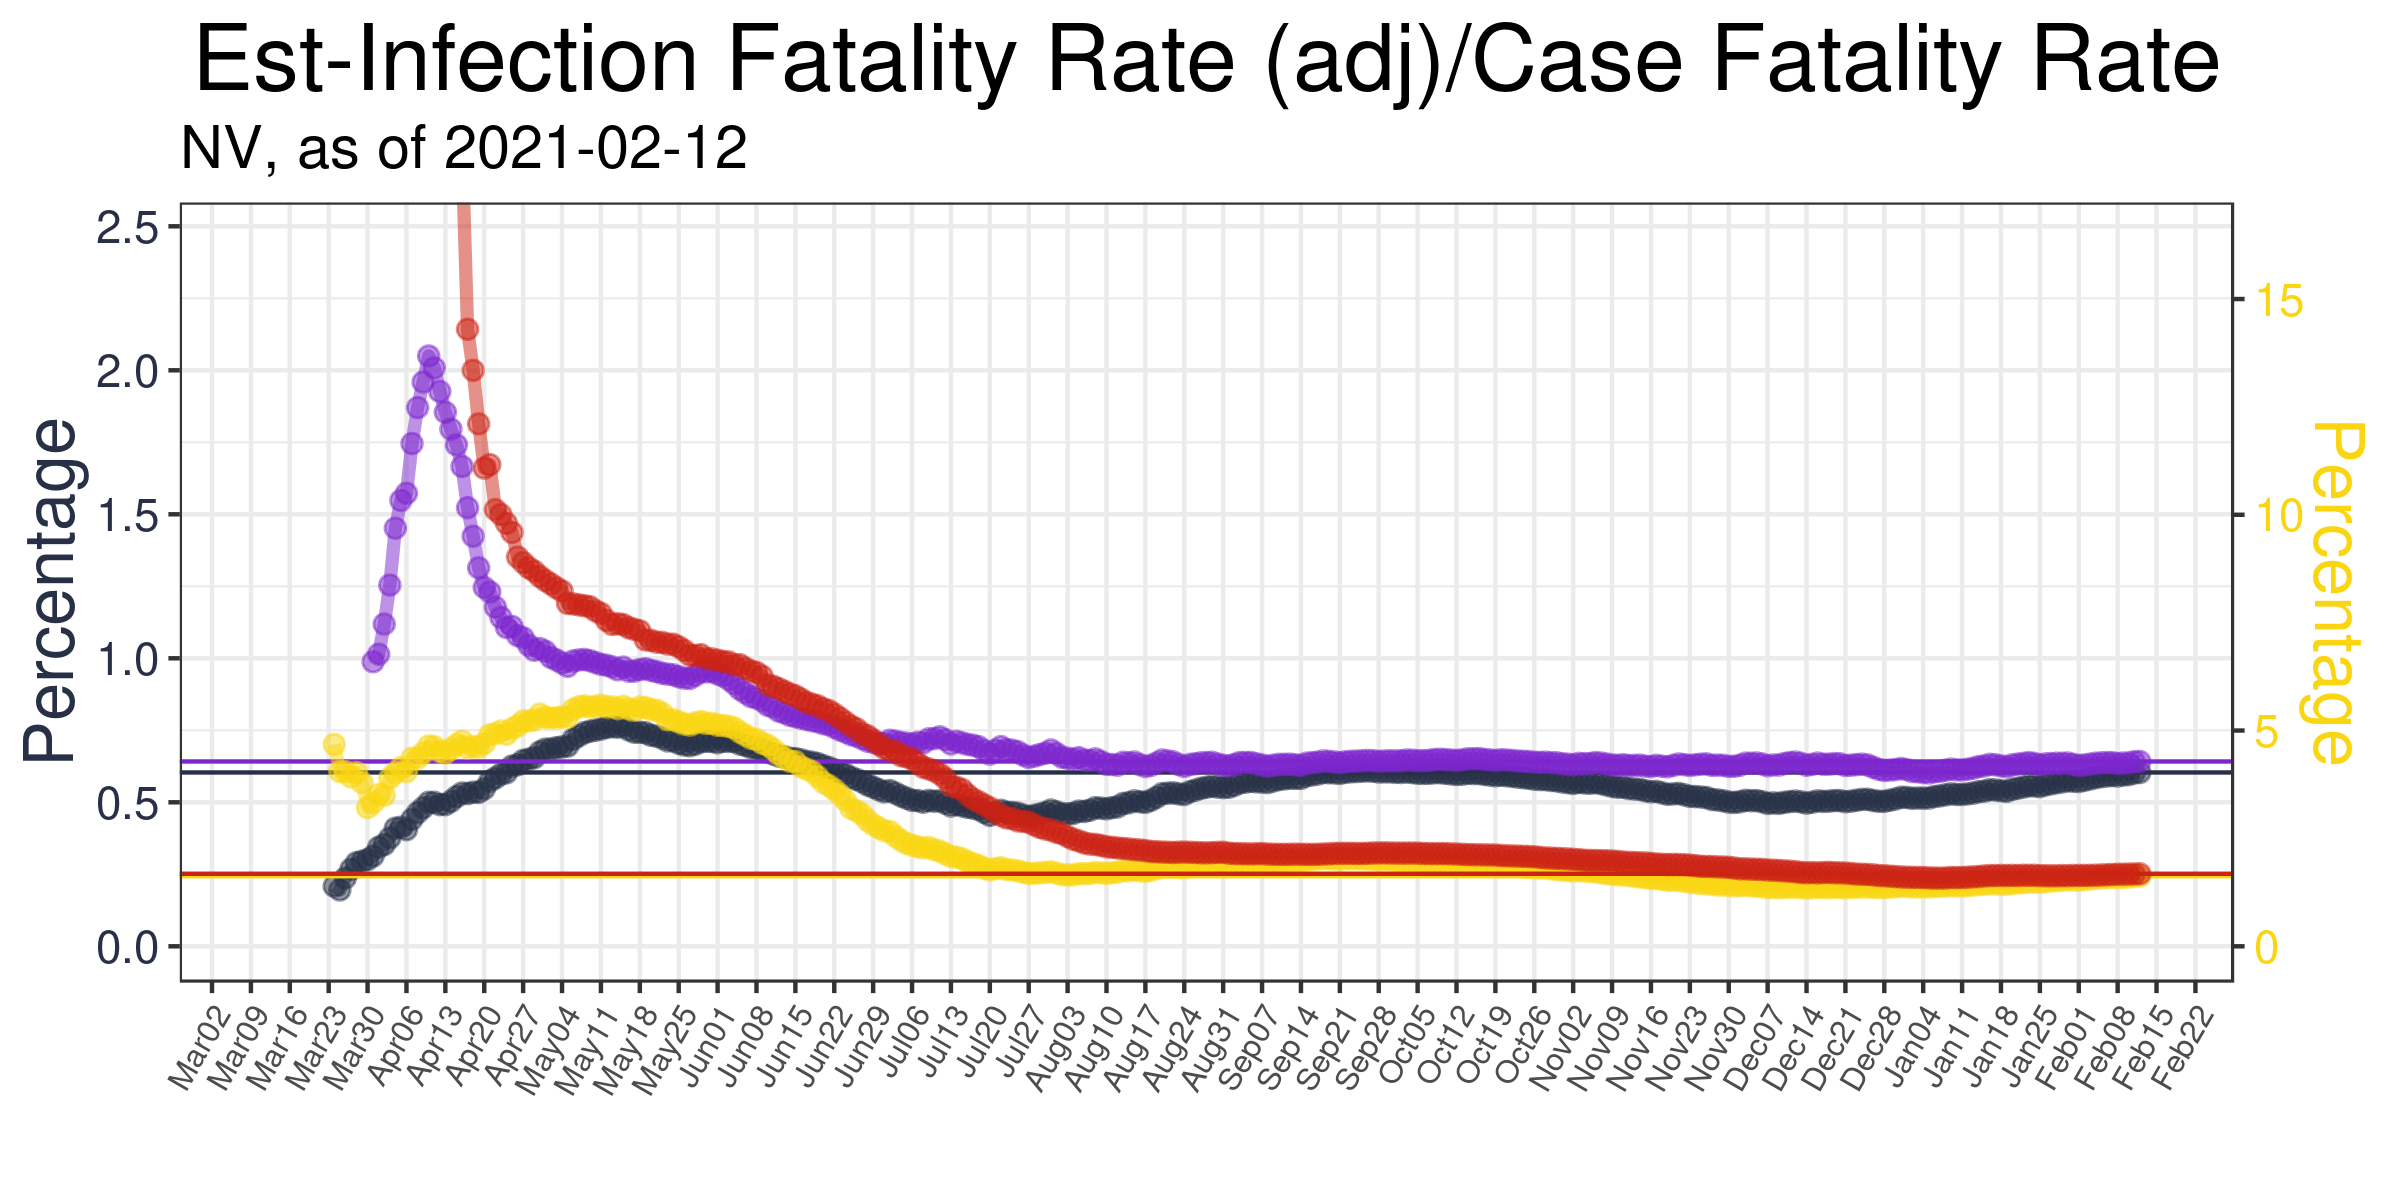 Est-Infection Fatality Rate (adj)/Case Fatality Rate
NV, as of 2021-02-12
Percentage
2.5
2.0
1.5
1.0
0.5
0.0
15
10
5
0
Percentage
Mar02 Mar09 Mar16 Mar23 Mar30 Apr06 Apr13 Apr20 Apr27 May04 May11 May18 May25 Jun01 Jun08 Jun15 Jun22 Jun29 Jul06 Jul13 Jul20 Jul27 Aug03 Aug10 Aug17 Aug24 Aug31 Sep07 Sep14 Sep21 Sep28 Oct05 Oct12 Oct19 Oct26 Nov02 Nov09 Nov16 Nov23 Nov30 Dec07 Dec14 Dec21 Dec28 Jan04 Jan11 Jan18 Jan25 Feb01 Feb08 Feb15 Feb22